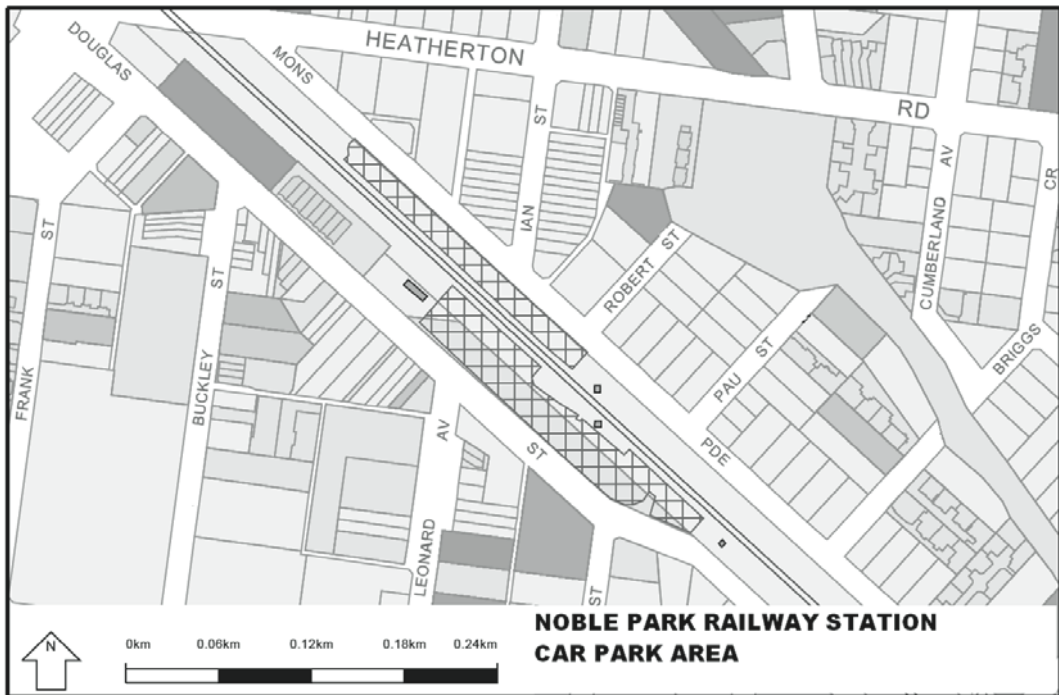 DOUGLAS
MONS
HEATHERTON
RD
IAN
ST
CUMBERLAND
AV
CR
ROBERT ST
PAU ST
BRIGGS
FRANK
ST
BUCKLEY
ST
LEONARD
AV
ST
PDE
ST
N
0km
0.06km
0.12km
0.18km
0.24km
NOBLE PARK RAILWAY STATION
CAR PARK AREA